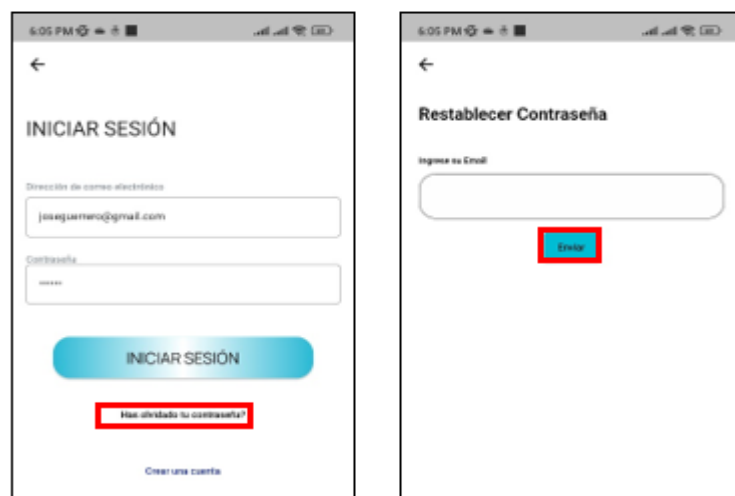 6:05 PM
INICIAR SESIÓN
Dirección de correo electrónico
joseguerrero@gmail.com
Contraseña
······
INICIAR SESIÓN
Has olvidado tu contraseña?
Crear una cuenta
6:05 PM
Restablecer Contraseña
Ingrese su Email
Enviar